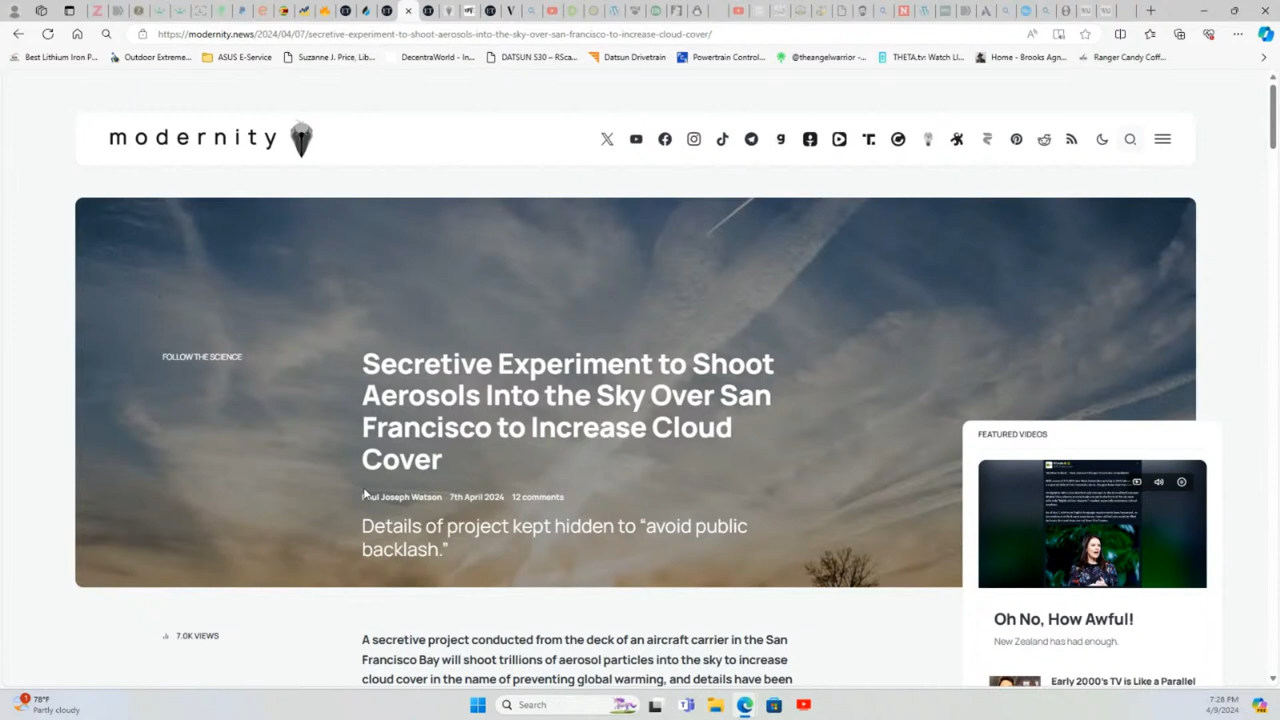 https://modernity.news/2024/04/07/secretive-experiment-to-shoot-aerosols-into-the-sky-over-san-francisco-to-increase-cloud-cover/
Best Lithium Iron P...
Outdoor Extreme...
ASUS E-Service
Suzanne J. Price, Lib...
DecentraWorld - In...
DATSUN S30 – RSca...
Datsun Drivetrain
Powertrain Control...
@theangelwarrior -...
THETA.tv: Watch Li...
Home - Brooks Agn...
Ranger Candy Coff...
modernity
FOLLOW THE SCIENCE
Secretive Experiment to Shoot
Aerosols Into the Sky Over San
Francisco to Increase Cloud
Cover
Paul Joseph Watson 7th April 2024 12 comments
Details of project kept hidden to “avoid public
backlash.”
FEATURED VIDEOS
Oh No, How Awful!
New Zealand has had enough.
Early 2000's TV is Like a Parallel
7.0K VIEWS
A secretive project conducted from the deck of an aircraft carrier in the San
Francisco Bay will shoot trillions of aerosol particles into the sky to increase
cloud cover in the name of preventing global warming, and details have been
78°F
Partly cloudy
Search
7:28 PM
4/9/2024